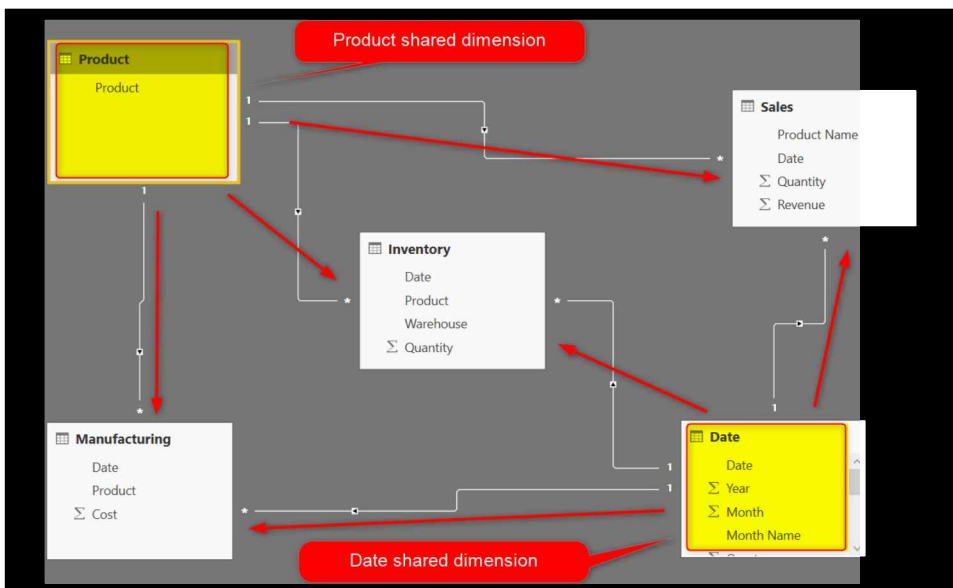 Product shared dimension
Product
Product
1
1
1
*
Sales
Product Name
Date
Σ Quantity
Σ Revenue
*
Inventory
Date
Product
Warehouse
Σ Quantity
*
*
*
Manufacturing
Date
Product
Σ Cost
*
1
1
1
Date
Date
Σ Year
Σ Month
Month Name
Date shared dimension